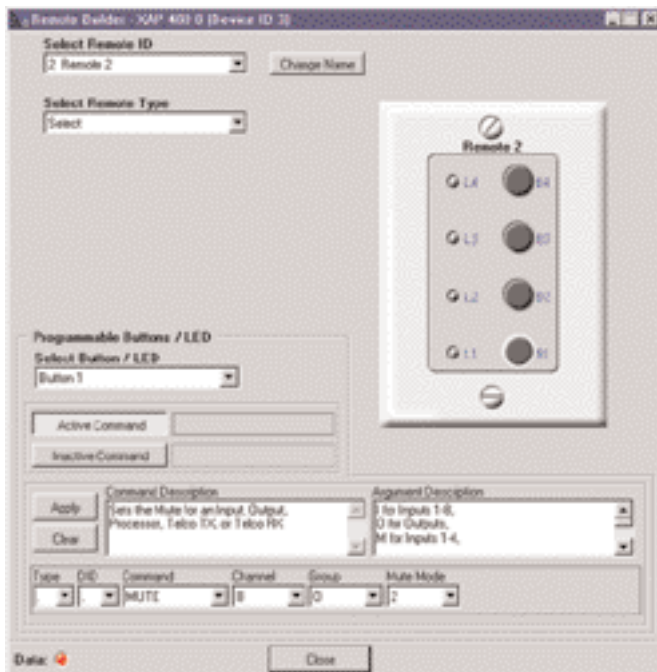 Remote Builder - XAP 400 0 (Device ID 3)
Select Remote ID
2 Remote 2
Change Name
Select Remote Type
Select
Remote 2
L4 B4
L3 B3
L2 B2
L1 B1
Programmable Buttons / LED
Select Button / LED
Button 1
Active Command
Inactive Command
Apply
Clear
Command Description
Sets the Mute for an Input, Output,
Processor, Telco TX, or Telco RX
Argument Description
I for Inputs 1-8,
O for Outputs,
M for Inputs 1-4,
Type DID Command Channel Group Mute Mode
MUTE 8 O 2
Data:
Close